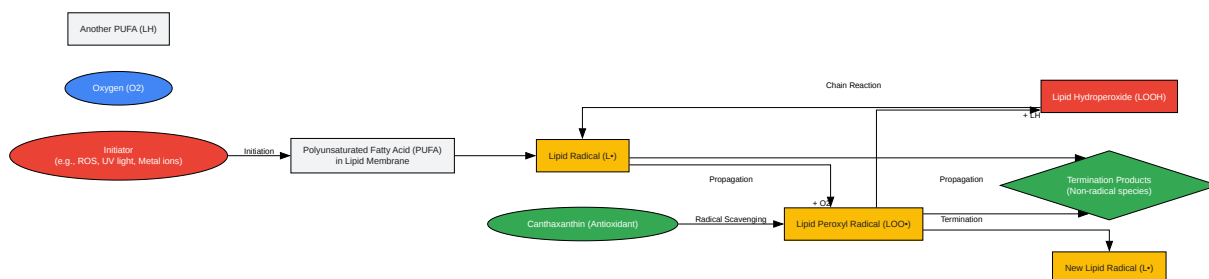 Another PUFA (LH)
Oxygen (O2)
Chain Reaction
Lipid Hydroperoxide (LOOH)
+ LH
Initiator
(e.g., ROS, UV light, Metal ions)
Initiation
Polyunsaturated Fatty Acid (PUFA)
in Lipid Membrane
Lipid Radical (L•)
Propagation
Propagation
Termination Products
(Non-radical species)
+ O2
Canthaxanthin (Antioxidant)
Radical Scavenging
Lipid Peroxyl Radical (LOO•)
Termination
New Lipid Radical (L•)